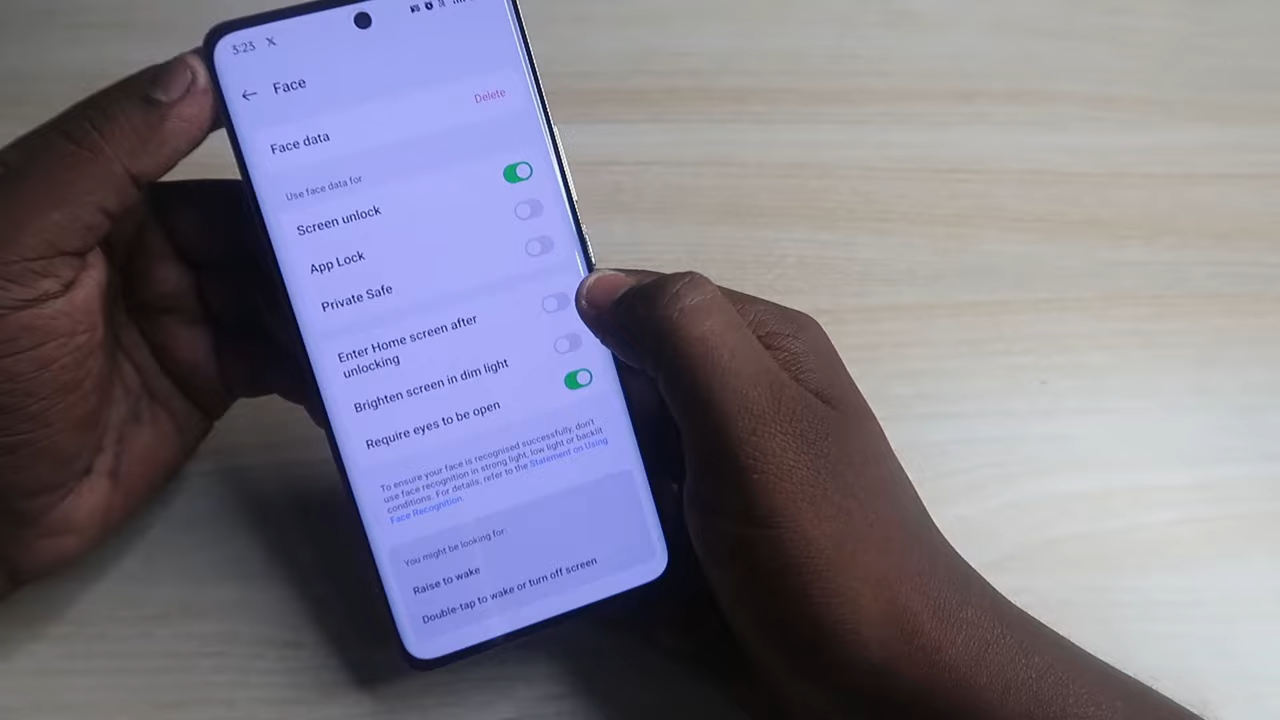 3:23 X
Face
Face data
Delete
Use face data for
Screen unlock
App Lock
Private Safe
Enter Home screen after
unlocking
Brighten screen in dim light
Require eyes to be open
To ensure your face is recognised successfully, don't
use face recognition in strong light, low light or backlit
conditions. For details, refer to the Statement on Using
Face Recognition.
You might be looking for:
Raise to wake
Double-tap to wake or turn off screen